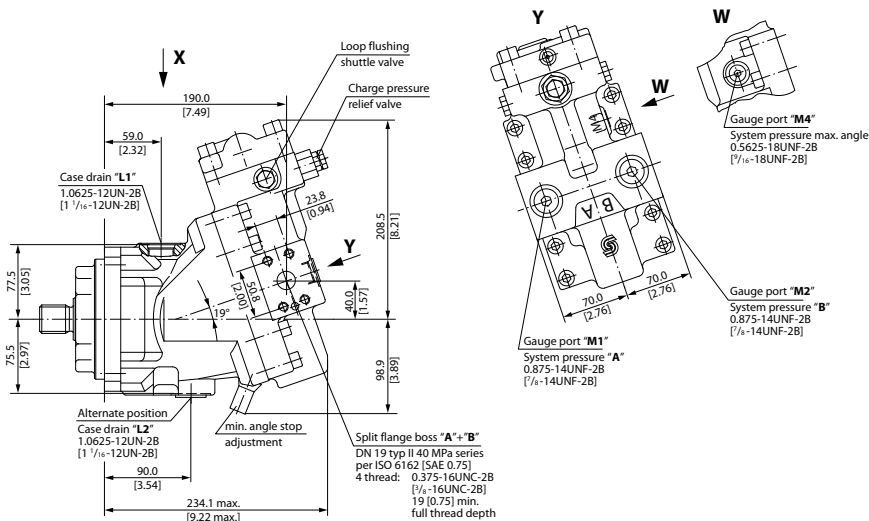 X
Loop flushing
shuttle valve
Charge pressure
relief valve
190.0
[7.49]
59.0
[2.32]
Case drain "L1"
1.0625-12UN-2B
[1 1/16-12UN-2B]
23.8
[0.94]
208.5
[8.21]
Y
77.5
[3.05]
50.8
[2.00]
40.0
[1.57]
19°
75.5
[2.97]
98.9
[3.89]
Alternate position
Case drain "L2"
1.0625-12UN-2B
[1 1/16-12UN-2B]
min. angle stop
adjustment
90.0
[3.54]
234.1 max.
[9.22 max.]
Split flange boss "A"+"B"
DN 19 typ II 40 MPa series
per ISO 6162 [SAE 0.75]
4 thread: 0.375-16UNC-2B
[3/8-16UNC-2B]
19 [0.75] min.
full thread depth
Y
W
M4
B A
70.0
[2.76]
70.0
[2.76]
Gauge port "M1"
System pressure "A"
0.875-14UNF-2B
[7/8-14UNF-2B]
Gauge port "M2"
System pressure "B"
0.875-14UNF-2B
[7/8-14UNF-2B]
W
Gauge port "M4"
System pressure max. angle
0.5625-18UNF-2B
[9/16-18UNF-2B]